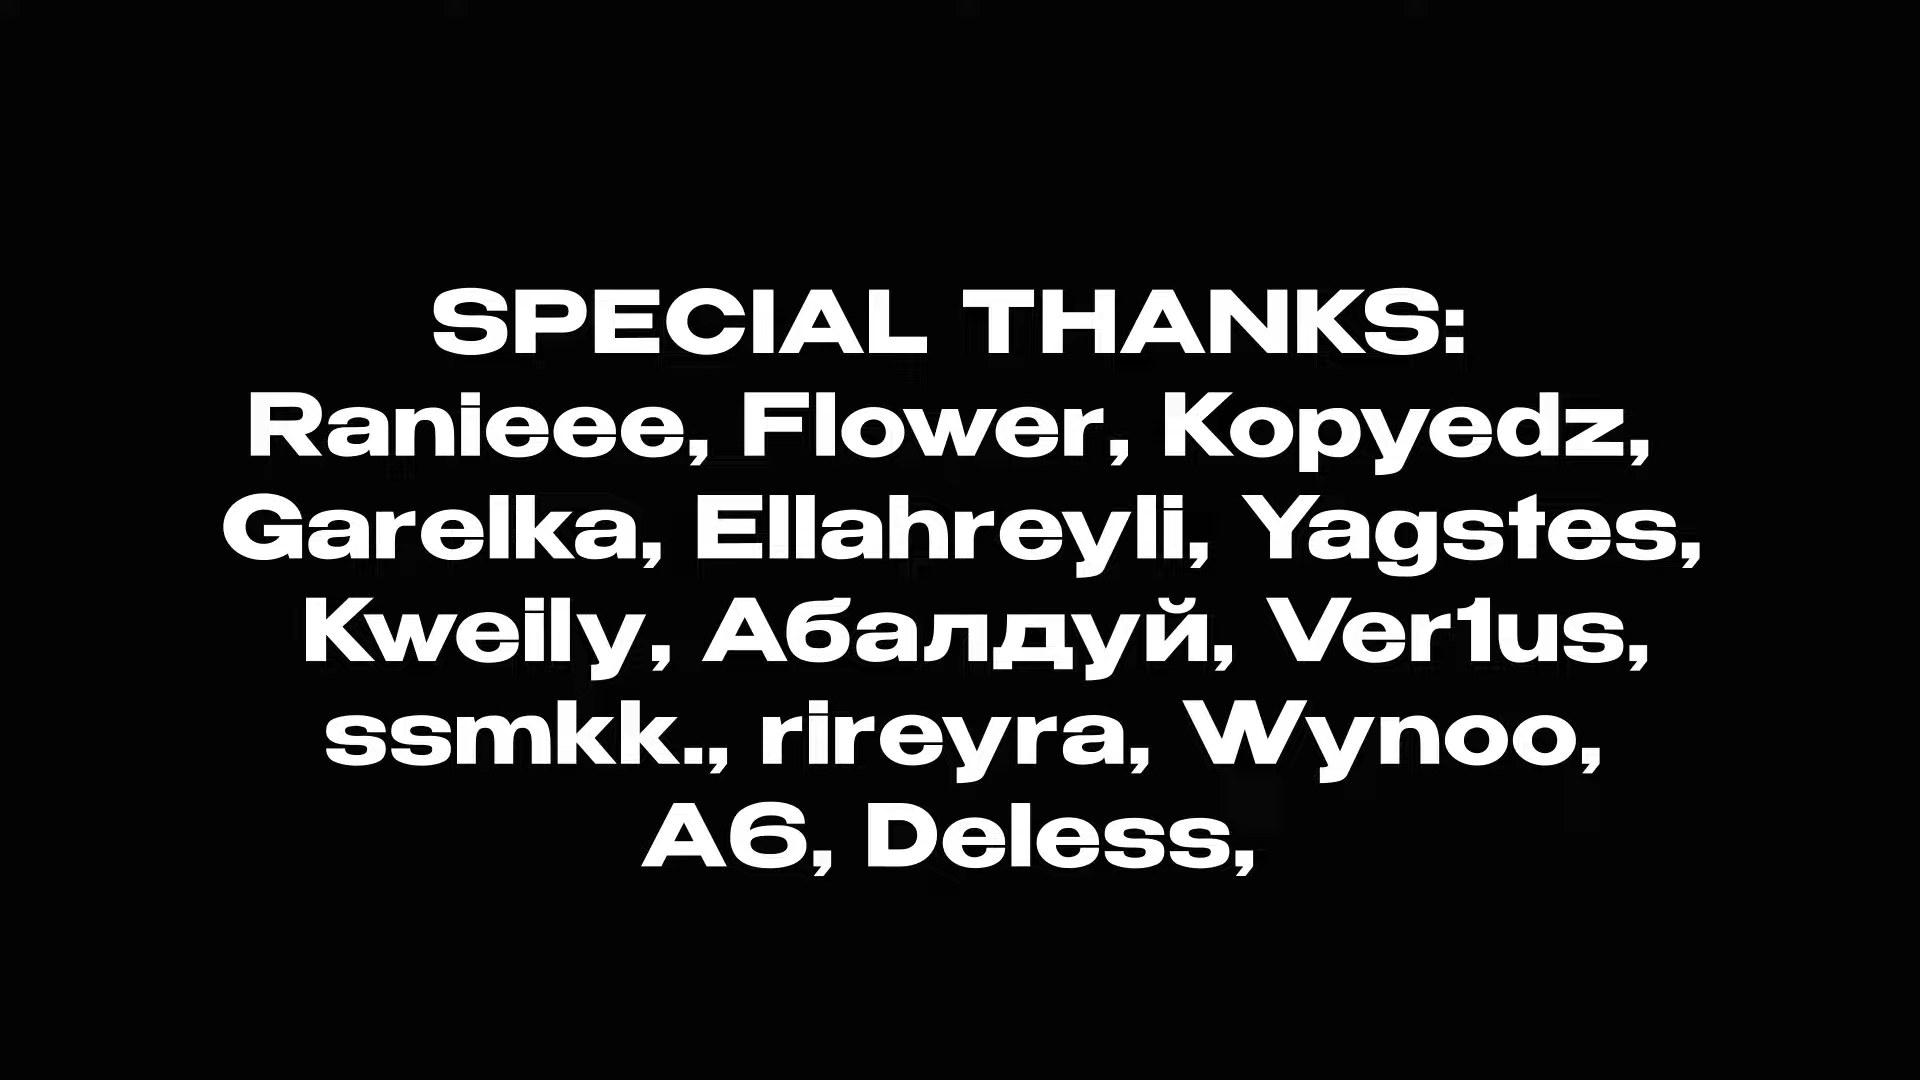 SPECIAL THANKS:
Ranieee, Flower, Kopyedz,
Garelka, Ellahreyli, Yagstes,
Kweily, Абалдуй, Ver1us,
ssmkk., rireyra, Wynoo,
A6, Deless,